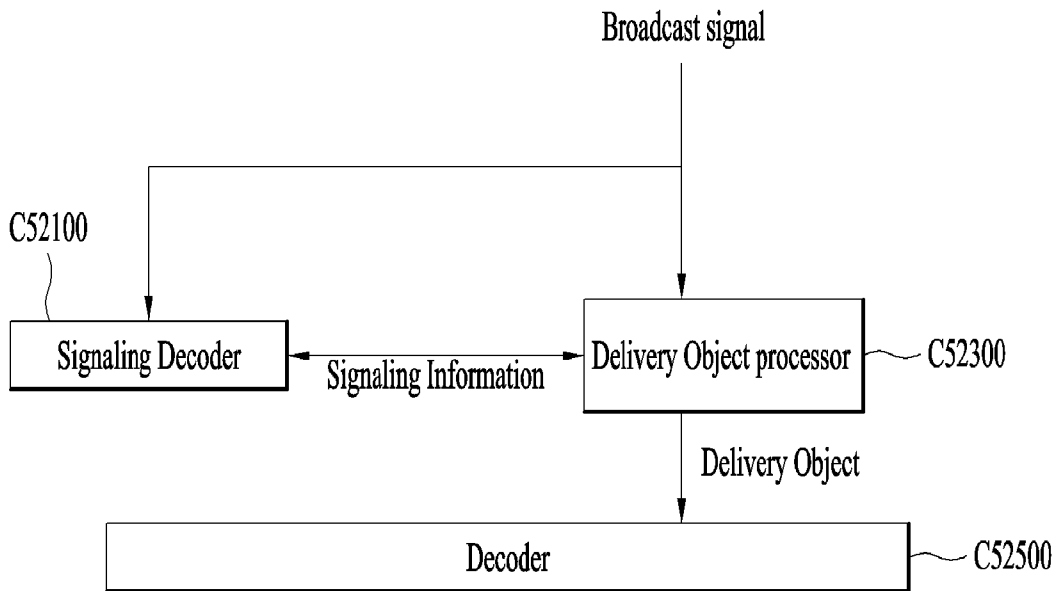 Broadcast signal
C52100
Signaling Decoder
Signaling Information
Delivery Object processor
C52300
Delivery Object
Decoder
C52500